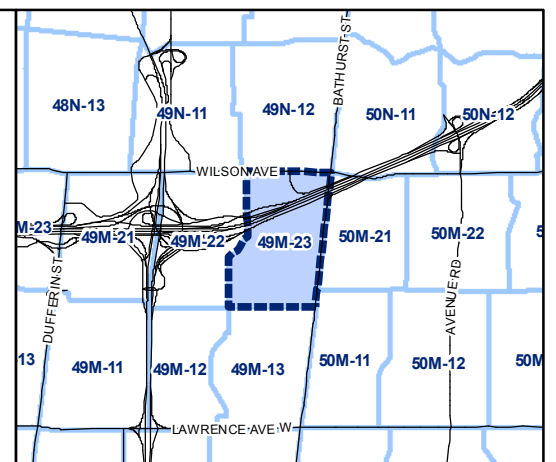 BATHURST ST
48N-13
49N-11
49N-12
50N-11
50N-12
WILSON AVE
M-23
49M-21
49M-22
49M-23
50M-21
50M-22
5
DUFFERIN ST
AVENUE RD
13
49M-11
49M-12
49M-13
50M-11
50M-12
50M
LAWRENCE AVE W